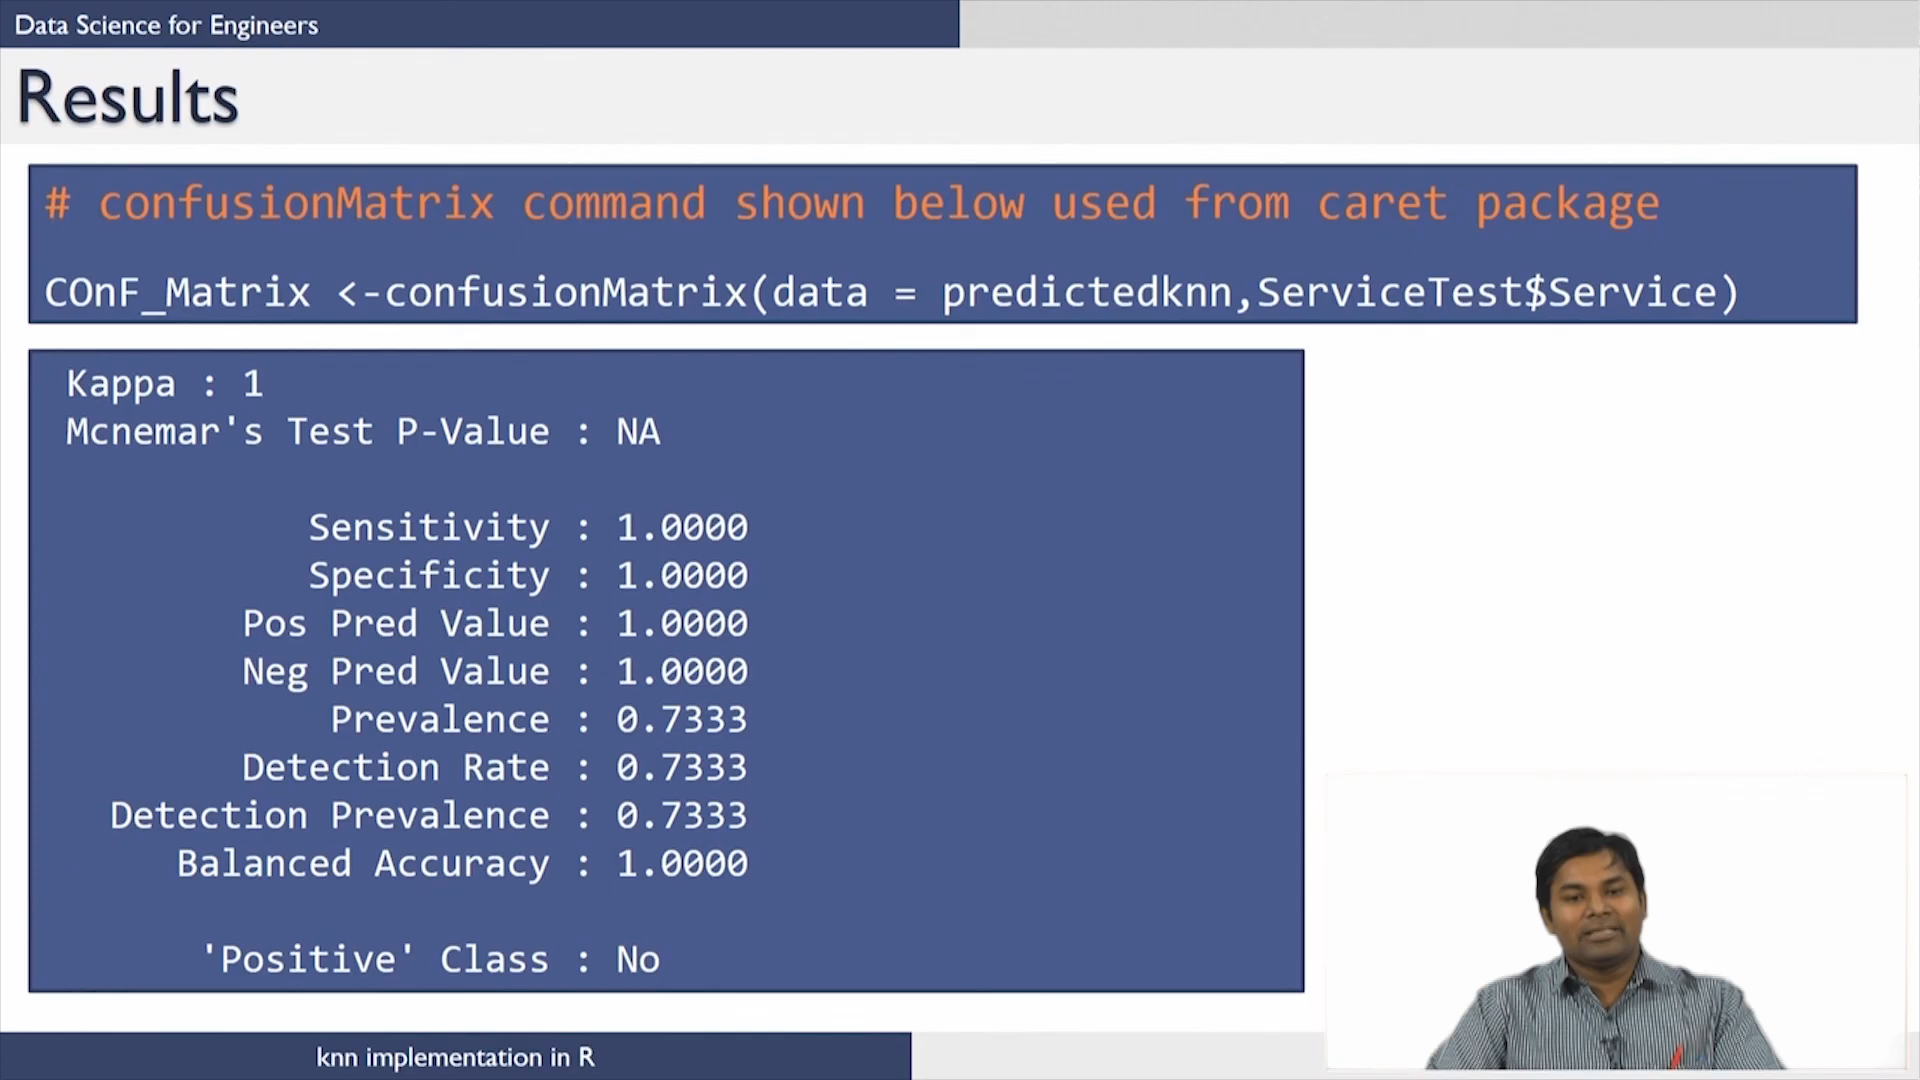 Data Science for Engineers
Results
# confusionMatrix command shown below used from caret package
COnF_Matrix <-confusionMatrix(data = predictedknn,ServiceTest$Service)
Kappa : 1
Mcnemar's Test P-Value : NA
Sensitivity : 1.0000
Specificity : 1.0000
Pos Pred Value : 1.0000
Neg Pred Value : 1.0000
Prevalence : 0.7333
Detection Rate : 0.7333
Detection Prevalence : 0.7333
Balanced Accuracy : 1.0000
'Positive' Class : No
knn implementation in R